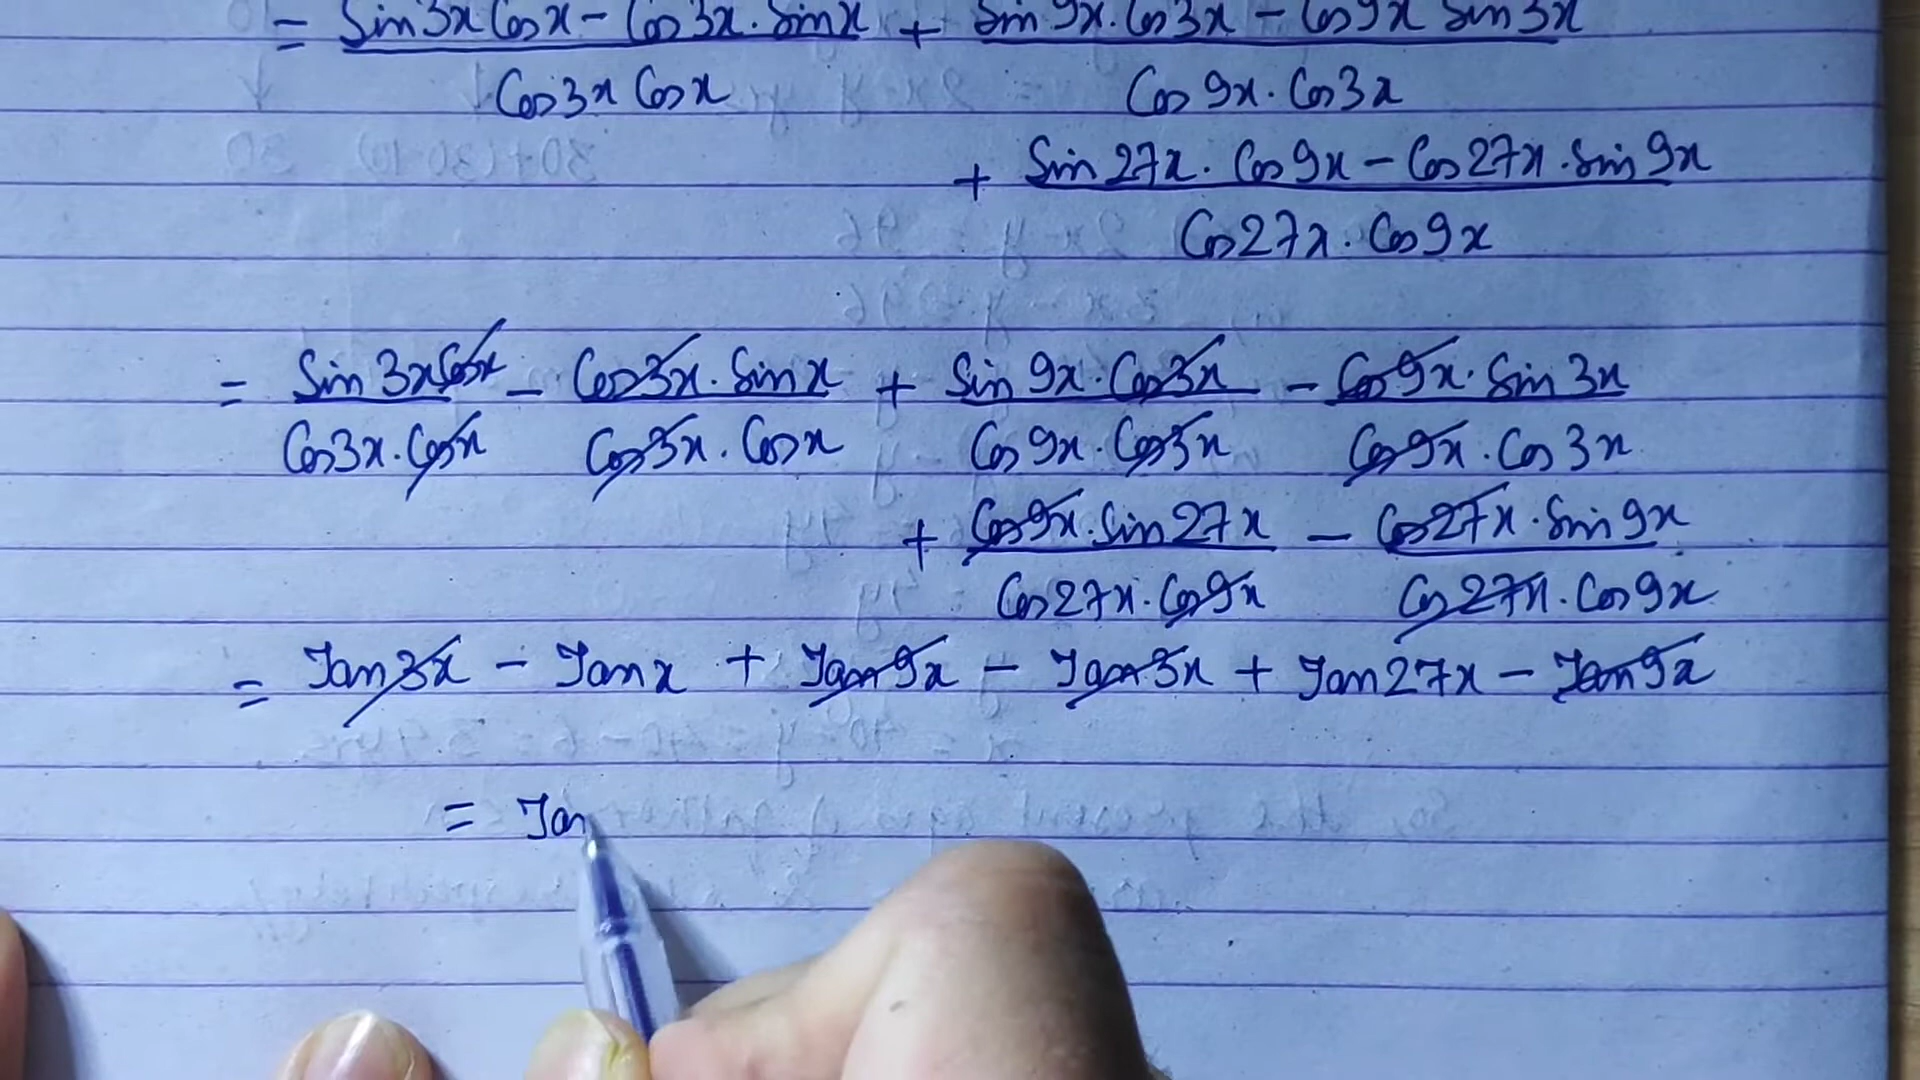 = Sin3x Cosx - Cos3x. Sinx + Sin9x. Cos3x - Cos9x Sin3x
Cos3x Cosx Cos9x. Cos3x
+ Sin27x. Cos9x - Cos27x. Sin9x
Cos27x. Cos9x
= Sin3xCosx - Cos3x. Sinx + Sin9x. Cos3x - Cos9x. Sin3x
Cos3x. Cosx Cos3x. Cosx Cos9x. Cos3x Cos9x. Cos3x
+ Cos9x. Sin27x - Cos27x. Sin9x
Cos27x. Cos9x Cos27x. Cos9x
= Tan3x - Tanx + Tan9x - Tan3x + Tan27x - Tan9x
= Tan